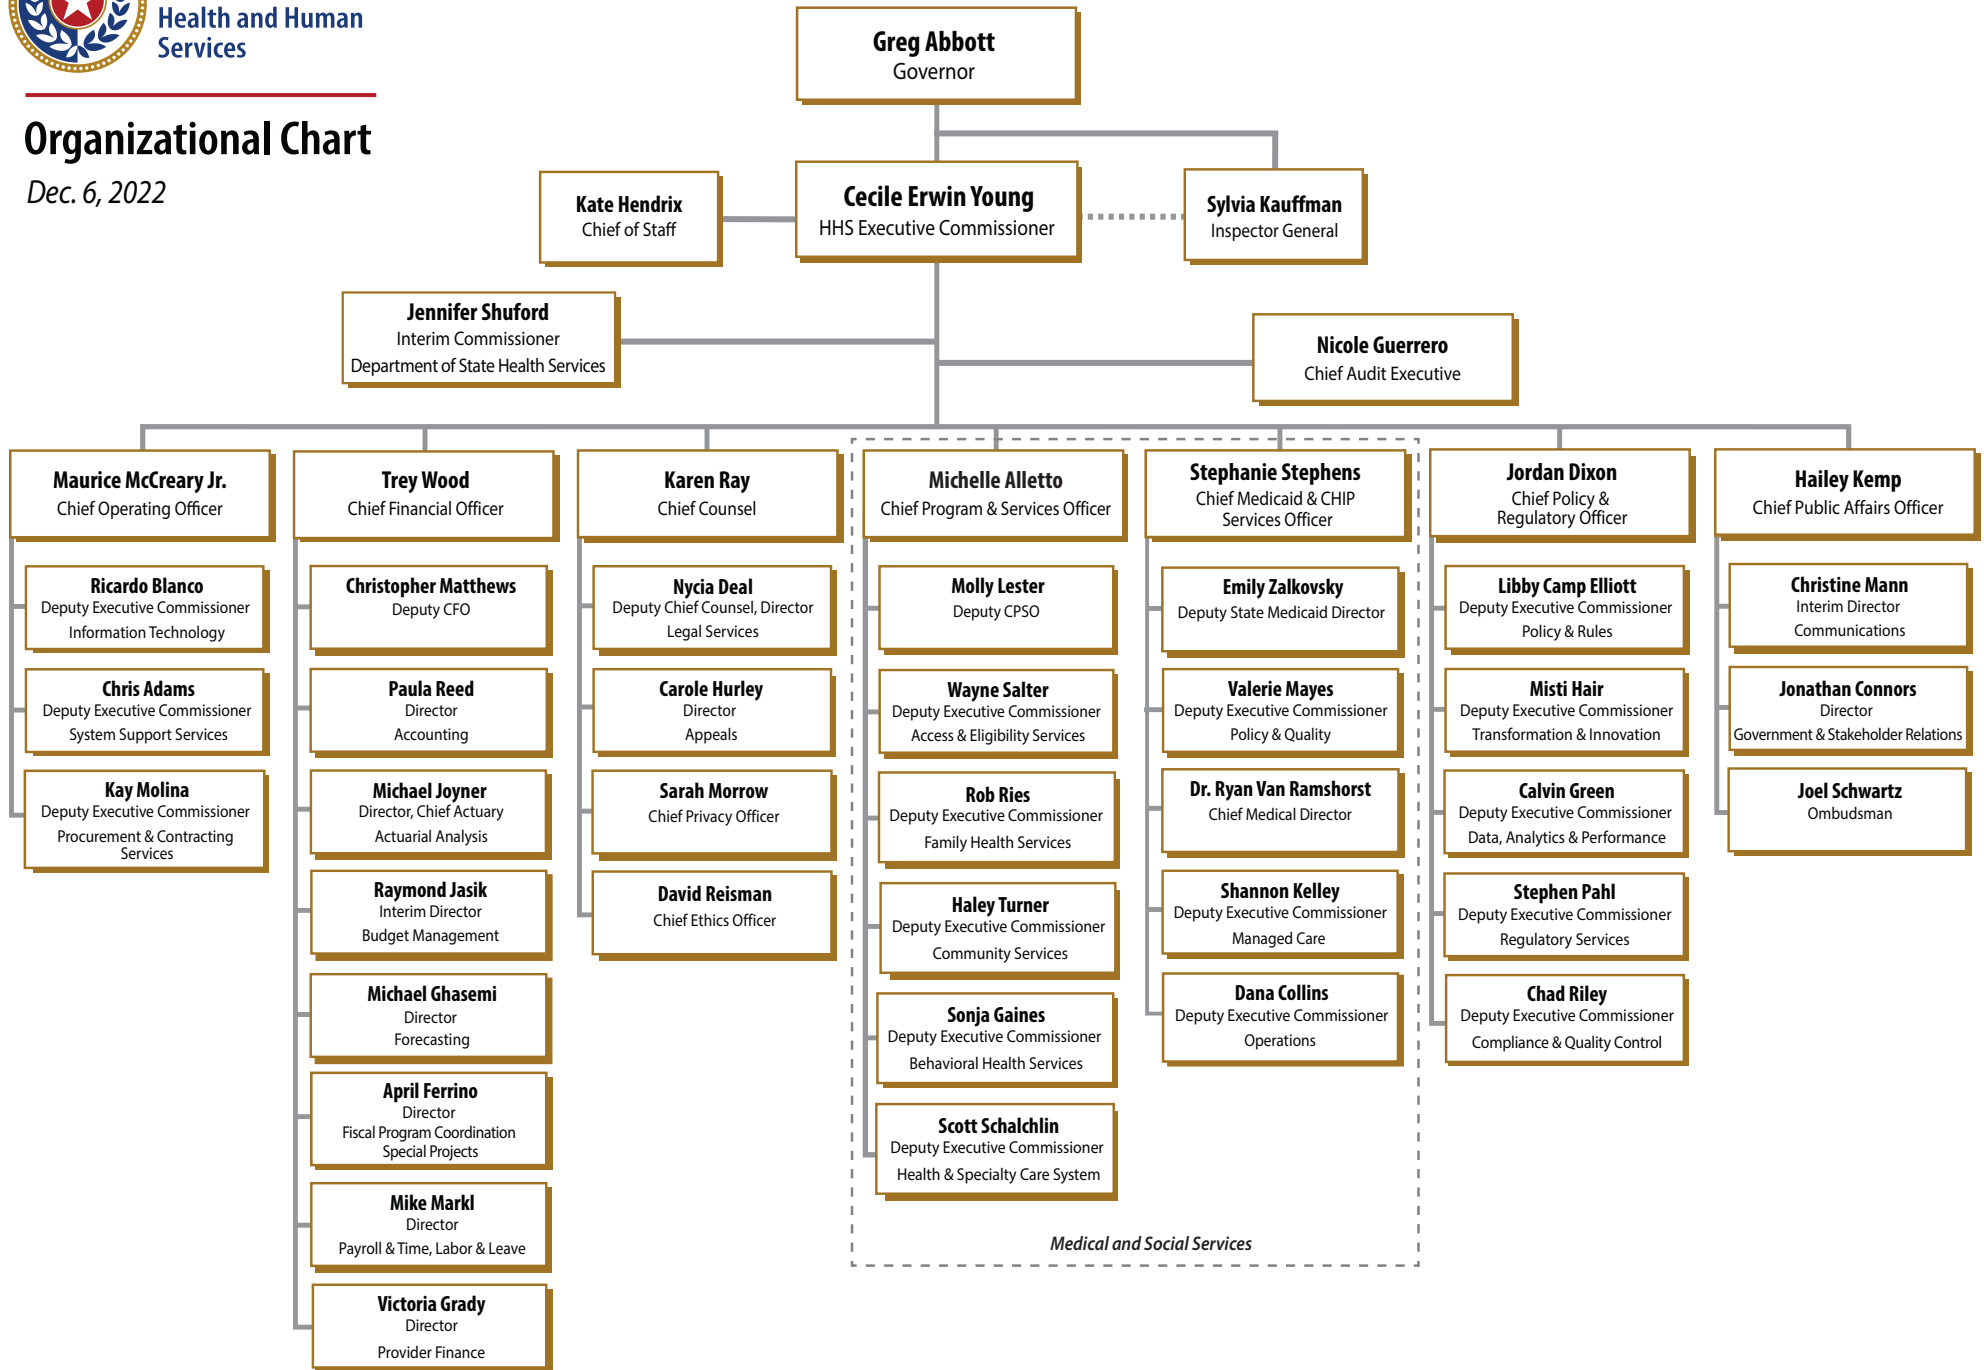 Health and Human
Services
Organizational Chart
Dec. 6, 2022
Greg Abbott
Governor
Kate Hendrix
Chief of Staff
Cecile Erwin Young
HHS Executive Commissioner
Sylvia Kauffman
Inspector General
Jennifer Shuford
Interim Commissioner
Department of State Health Services
Nicole Guerrero
Chief Audit Executive
Maurice McCreary Jr.
Chief Operating Officer
Ricardo Blanco
Deputy Executive Commissioner
Information Technology
Chris Adams
Deputy Executive Commissioner
System Support Services
Kay Molina
Deputy Executive Commissioner
Procurement & Contracting
Services
Trey Wood
Chief Financial Officer
Christopher Matthews
Deputy CFO
Paula Reed
Director
Accounting
Michael Joyner
Director, Chief Actuary
Actuarial Analysis
Raymond Jasik
Interim Director
Budget Management
Michael Ghasemi
Director
Forecasting
April Ferrino
Director
Fiscal Program Coordination
Special Projects
Mike Markl
Director
Payroll & Time, Labor & Leave
Victoria Grady
Director
Provider Finance
Karen Ray
Chief Counsel
Nycia Deal
Deputy Chief Counsel, Director
Legal Services
Carole Hurley
Director
Appeals
Sarah Morrow
Chief Privacy Officer
David Reisman
Chief Ethics Officer
Michelle Alletto
Chief Program & Services Officer
Molly Lester
Deputy CPSO
Wayne Salter
Deputy Executive Commissioner
Access & Eligibility Services
Rob Ries
Deputy Executive Commissioner
Family Health Services
Haley Turner
Deputy Executive Commissioner
Community Services
Sonja Gaines
Deputy Executive Commissioner
Behavioral Health Services
Scott Schalchlin
Deputy Executive Commissioner
Health & Specialty Care System
Stephanie Stephens
Chief Medicaid & CHIP
Services Officer
Emily Zalkovsky
Deputy State Medicaid Director
Valerie Mayes
Deputy Executive Commissioner
Policy & Quality
Dr. Ryan Van Ramshorst
Chief Medical Director
Shannon Kelley
Deputy Executive Commissioner
Managed Care
Dana Collins
Deputy Executive Commissioner
Operations
Medical and Social Services
Jordan Dixon
Chief Policy &
Regulatory Officer
Libby Camp Elliott
Deputy Executive Commissioner
Policy & Rules
Misti Hair
Deputy Executive Commissioner
Transformation & Innovation
Calvin Green
Deputy Executive Commissioner
Data, Analytics & Performance
Stephen Pahl
Deputy Executive Commissioner
Regulatory Services
Chad Riley
Deputy Executive Commissioner
Compliance & Quality Control
Hailey Kemp
Chief Public Affairs Officer
Christine Mann
Interim Director
Communications
Jonathan Connors
Director
Government & Stakeholder Relations
Joel Schwartz
Ombudsman